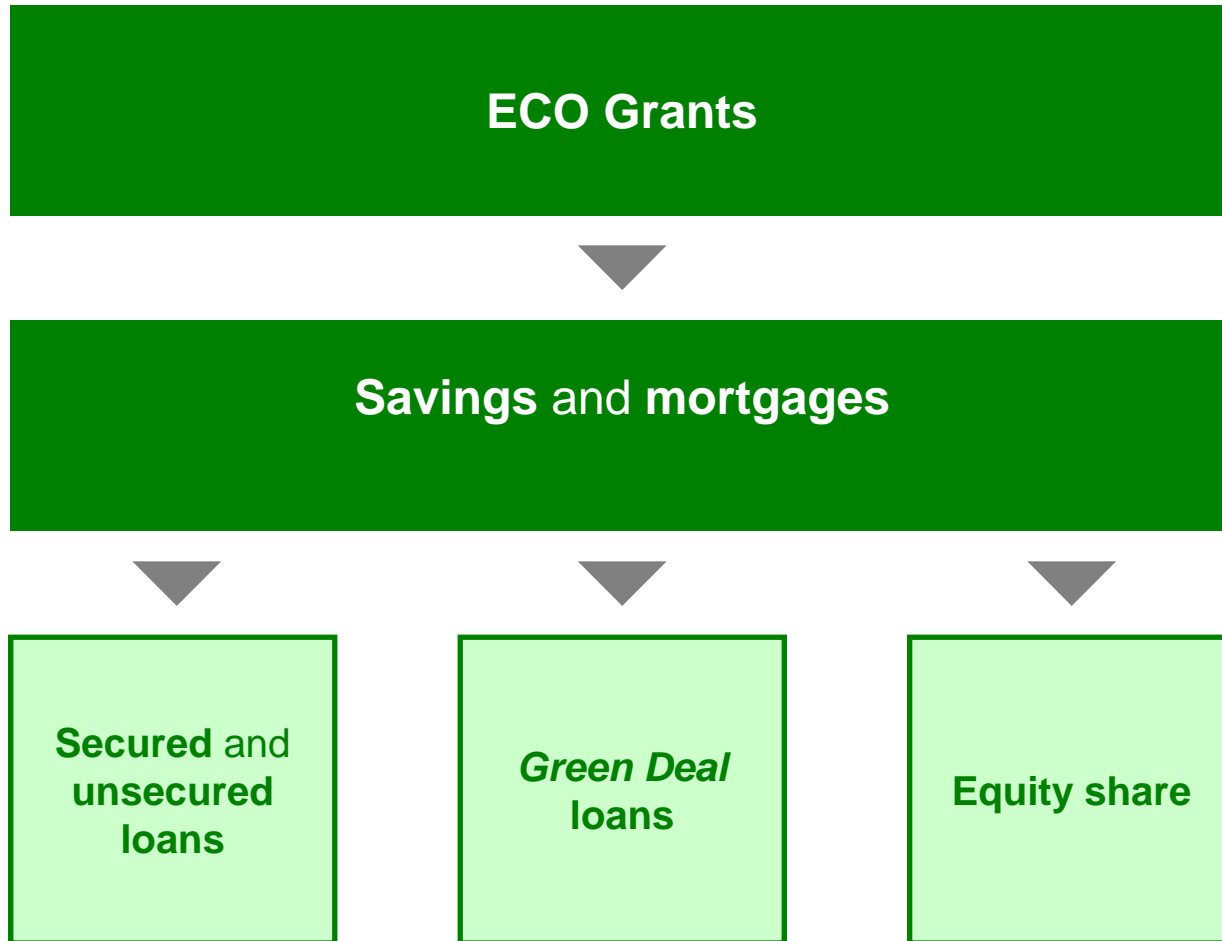 ECO Grants
Savings and mortgages
Secured and
unsecured
loans
Green Deal
loans
Equity share